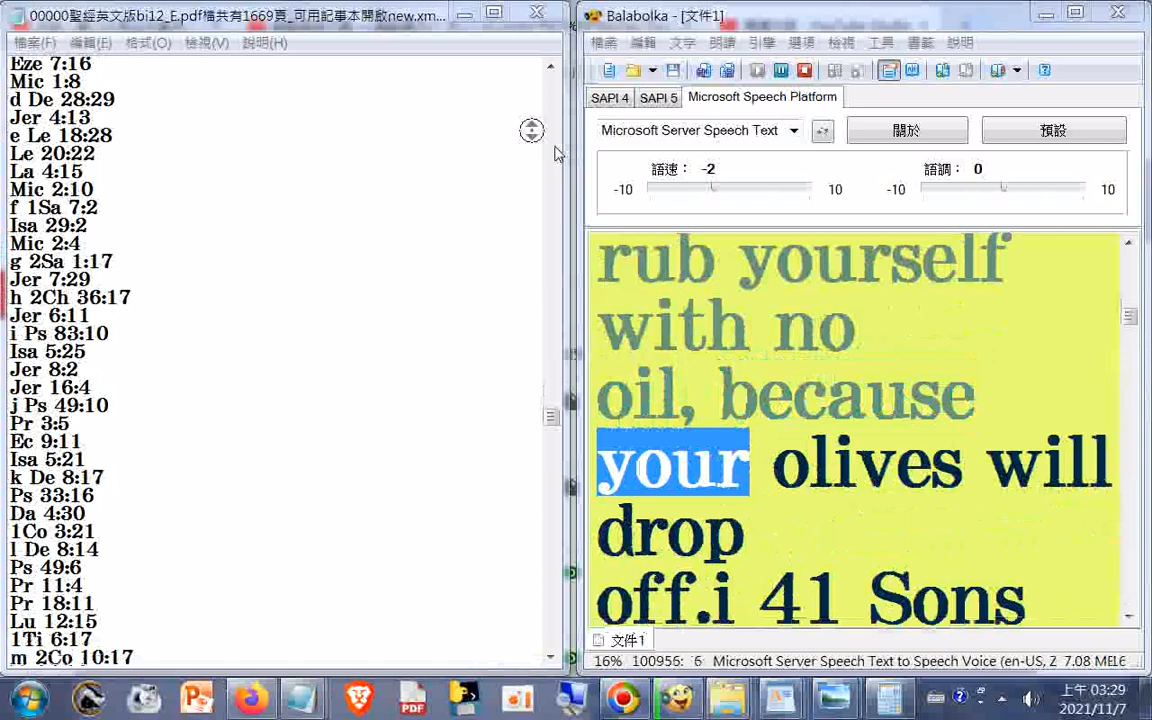 00000聖經英文版bi12_E.pdf檔共有1669頁_可用記事本開啟new.xm...
檔案(F) 編輯(E) 格式(O) 檢視(V) 說明(H)
Eze 7:16
Mic 1:8
d De 28:29
Jer 4:13
e Le 18:28
Le 20:22
La 4:15
Mic 2:10
f 1Sa 7:2
Isa 29:2
Mic 2:4
g 2Sa 1:17
Jer 7:29
h 2Ch 36:17
Jer 6:11
i Ps 83:10
Isa 5:25
Jer 8:2
Jer 16:4
j Ps 49:10
Pr 3:5
Ec 9:11
Isa 5:21
k De 8:17
Ps 33:16
Da 4:30
1Co 3:21
l De 8:14
Ps 49:6
Pr 11:4
Pr 18:11
Lu 12:15
1Ti 6:17
m 2Co 10:17
Balabolka - [文件1]
檔案 編輯 文字 朗讀 引擎 選項 檢視 工具 書籤 說明
SAPI 4 SAPI 5 Microsoft Speech Platform
Microsoft Server Speech Text 關於 預設
語速： -2 語調： 0
-10 10 -10 10
rub yourself
with no
oil, because
your olives will
drop
off.i 41 Sons
文件1
16% 100956: 6 Microsoft Server Speech Text to Speech Voice (en-US, Z 7.08 ME16
上午 03:29
2021/11/7